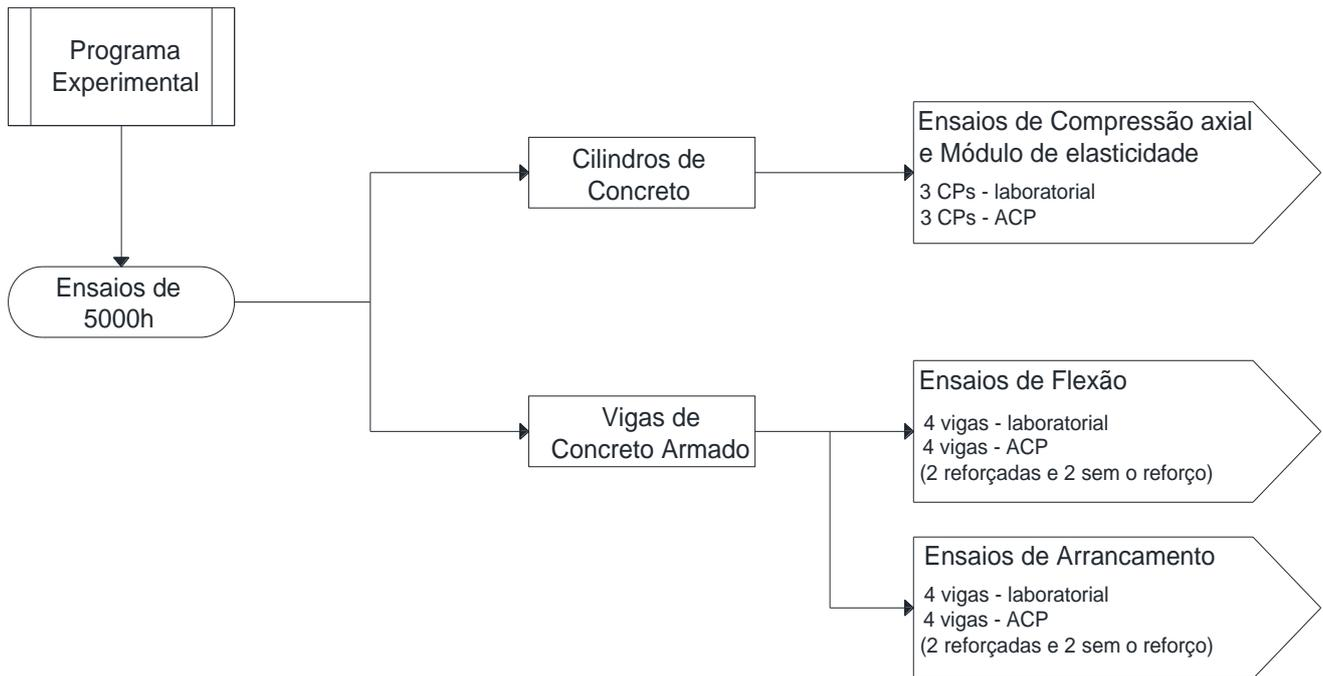 Programa
Experimental
Ensaios de
5000h
Cilindros de
Concreto
Ensaios de Compressão axial
e Módulo de elasticidade
3 CPs - laboratorial
3 CPs - ACP
Vigas de
Concreto Armado
Ensaios de Flexão
4 vigas - laboratorial
4 vigas - ACP
(2 reforçadas e 2 sem o reforço)
Ensaios de Arrancamento
4 vigas - laboratorial
4 vigas - ACP
(2 reforçadas e 2 sem o reforço)